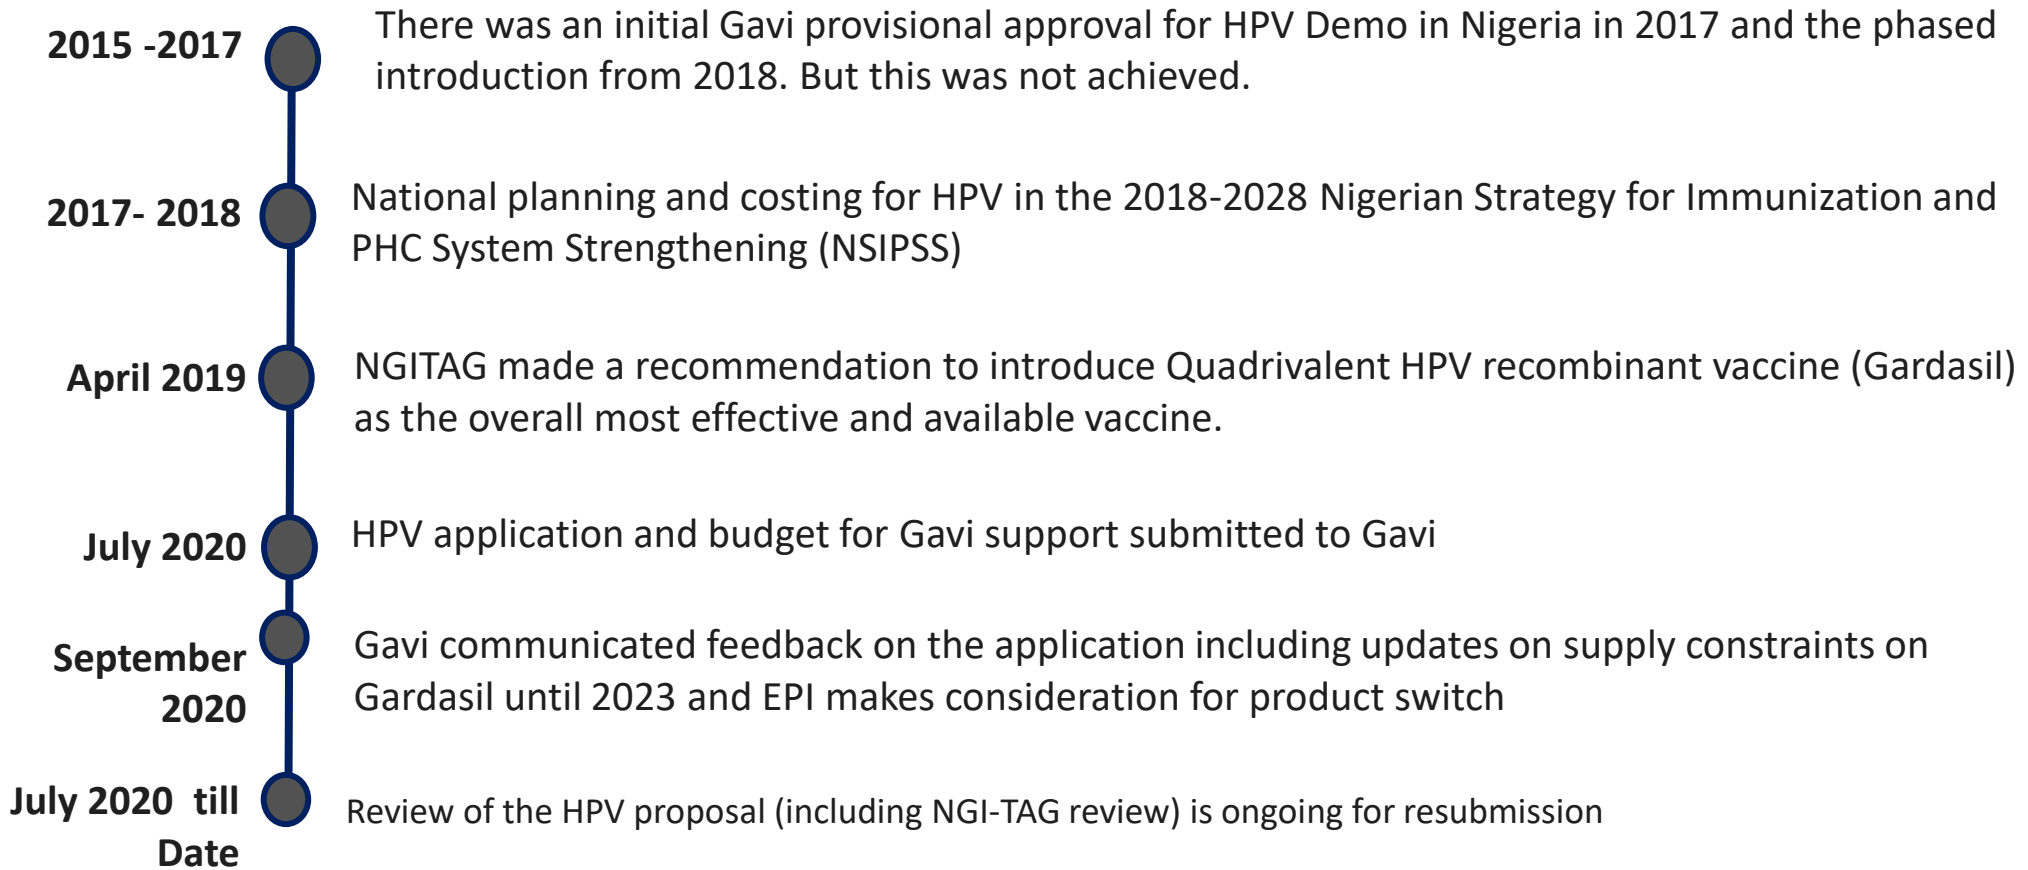 2015 -2017
There was an initial Gavi provisional approval for HPV Demo in Nigeria in 2017 and the phased
introduction from 2018. But this was not achieved.
2017- 2018
National planning and costing for HPV in the 2018-2028 Nigerian Strategy for Immunization and
PHC System Strengthening (NSIPSS)
April 2019
NGITAG made a recommendation to introduce Quadrivalent HPV recombinant vaccine (Gardasil)
as the overall most effective and available vaccine.
July 2020
HPV application and budget for Gavi support submitted to Gavi
September
2020
Gavi communicated feedback on the application including updates on supply constraints on
Gardasil until 2023 and EPI makes consideration for product switch
July 2020  till
Date
Review of the HPV proposal (including NGI-TAG review) is ongoing for resubmission